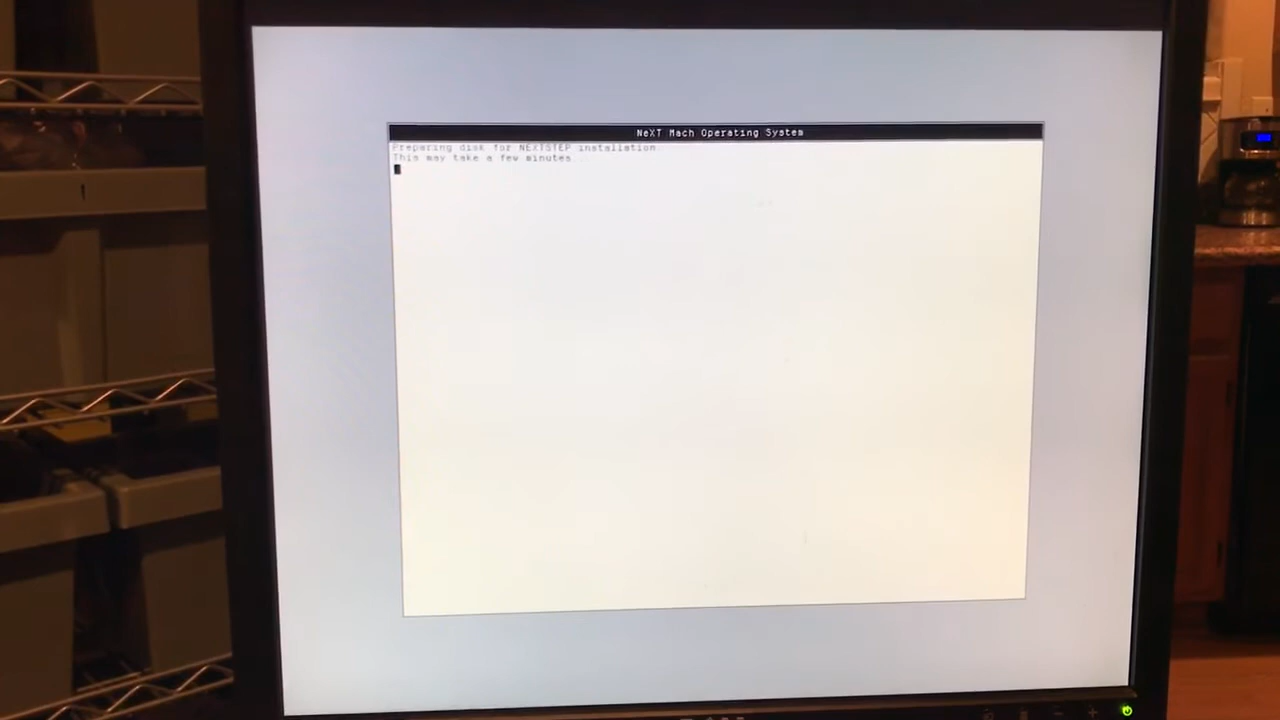 NeXT Mach Operating System
Preparing disk for NEXTSTEP installation
This may take a few minutes...